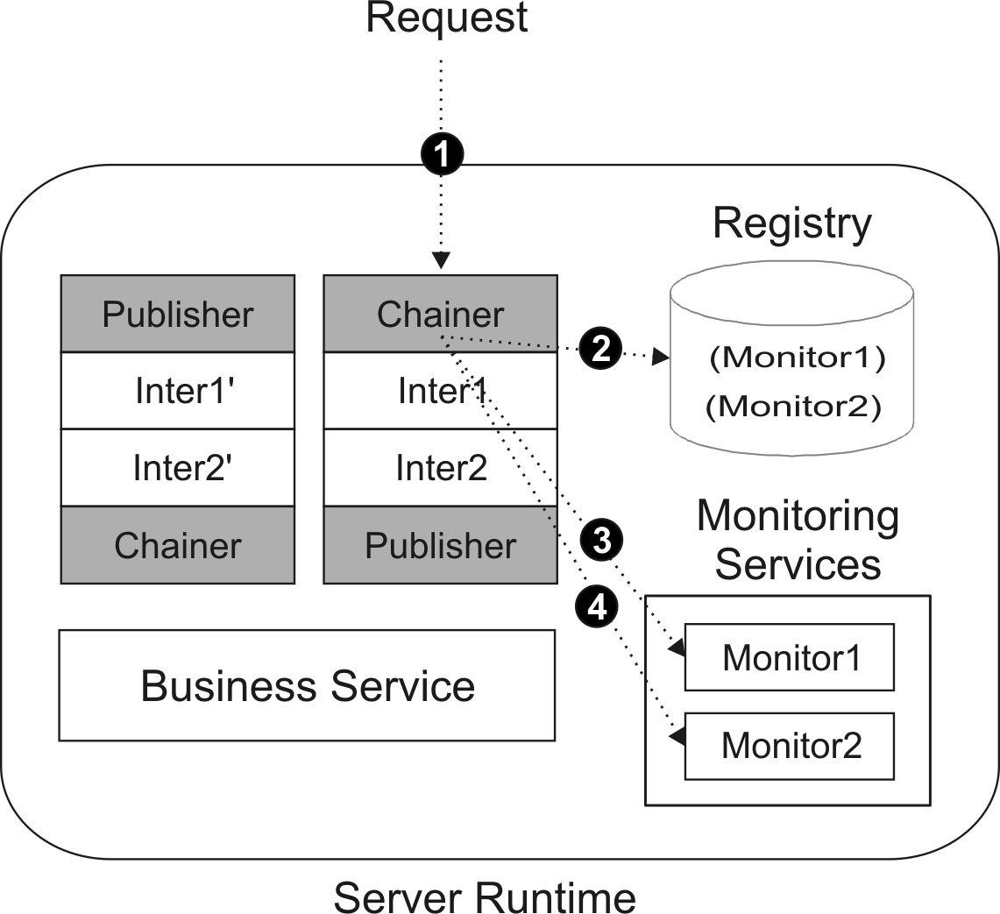 Request
1
Registry
Publisher
Chainer
2
(Monitor1)
Inter1'
Inter1
(Monitor2)
Inter2'
Inter2
Monitoring
Services
Chainer
Publisher
3
4
Monitor1
Business Service
Monitor2
Server Runtime